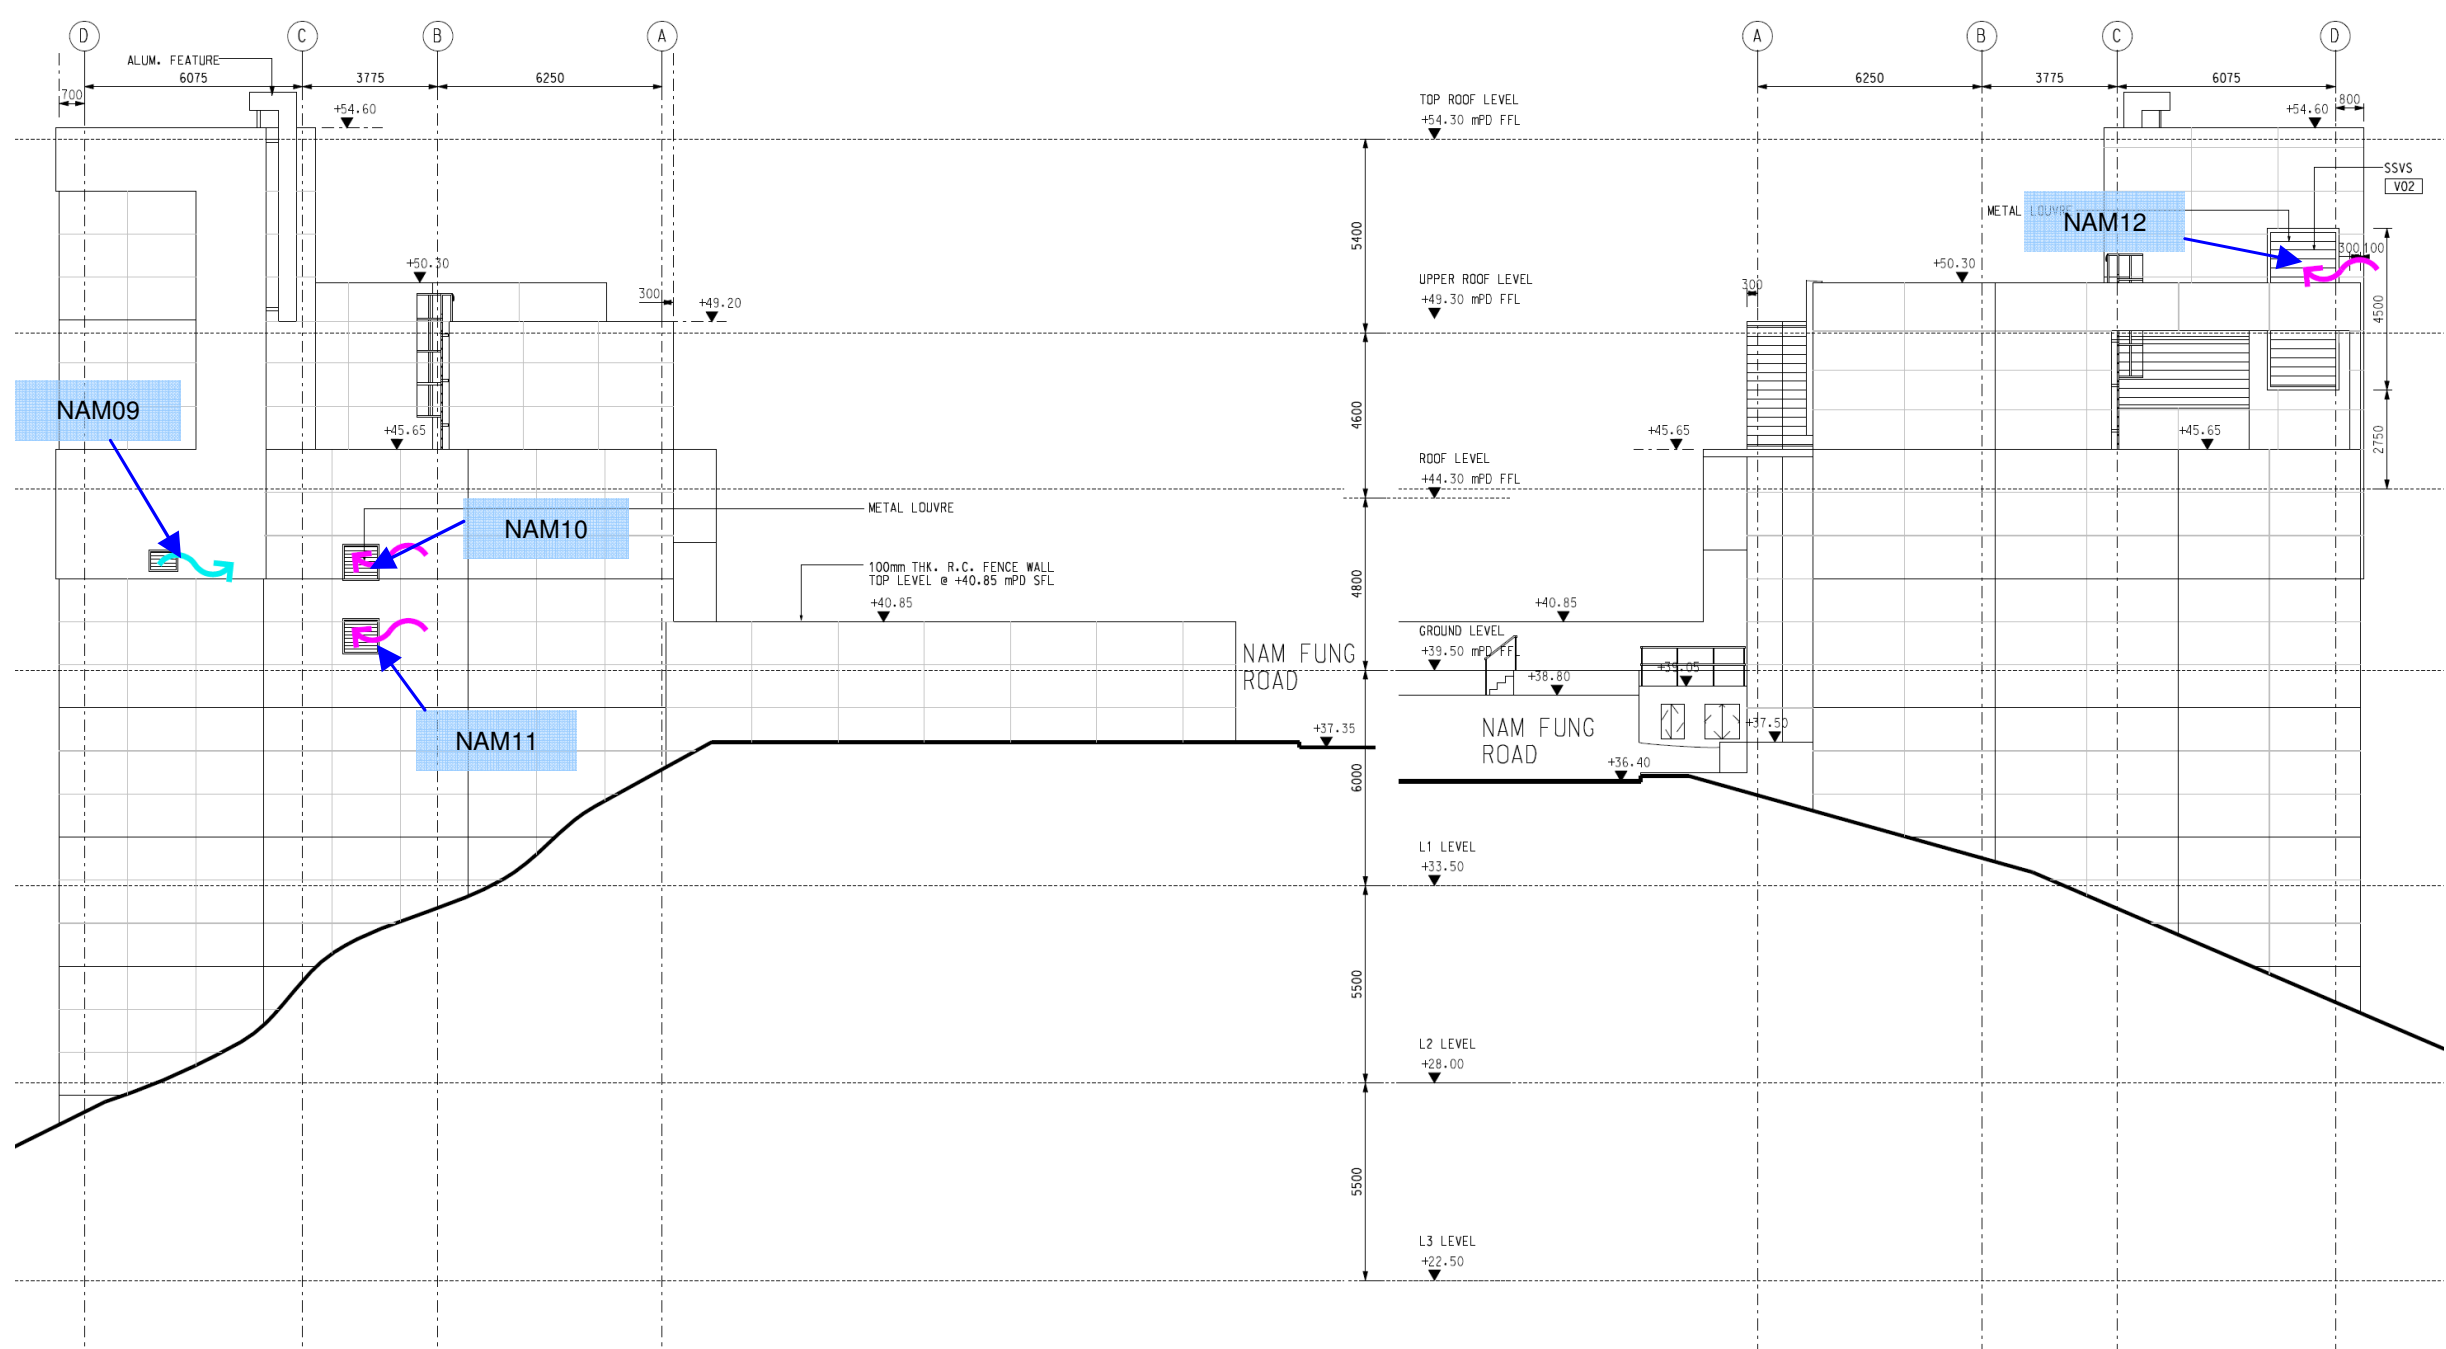 D
C
B
A
A
B
C
D
ALUM. FEATURE
6075
3775
6250
6250
3775
6075
700
800
+54.60
TOP ROOF LEVEL
+54.30 mPD FFL
+54.60
SSVS
V02
METAL LOUVRE
NAM12
5400
+50.30
300
+49.20
UPPER ROOF LEVEL
+49.30 mPD FFL
300
+50.30
300
100
4500
NAM09
+45.65
4600
+45.65
+45.65
2750
ROOF LEVEL
+44.30 mPD FFL
METAL LOUVRE
NAM10
100mm THK. R.C. FENCE WALL
TOP LEVEL @ +40.85 mPD SFL
+40.85
4800
+40.85
GROUND LEVEL
+39.50 mPD FFL
NAM FUNG
ROAD
+38.80
+39.05
NAM11
+37.35
NAM FUNG
ROAD
+37.50
+36.40
6000
L1 LEVEL
+33.50
5500
L2 LEVEL
+28.00
5500
L3 LEVEL
+22.50